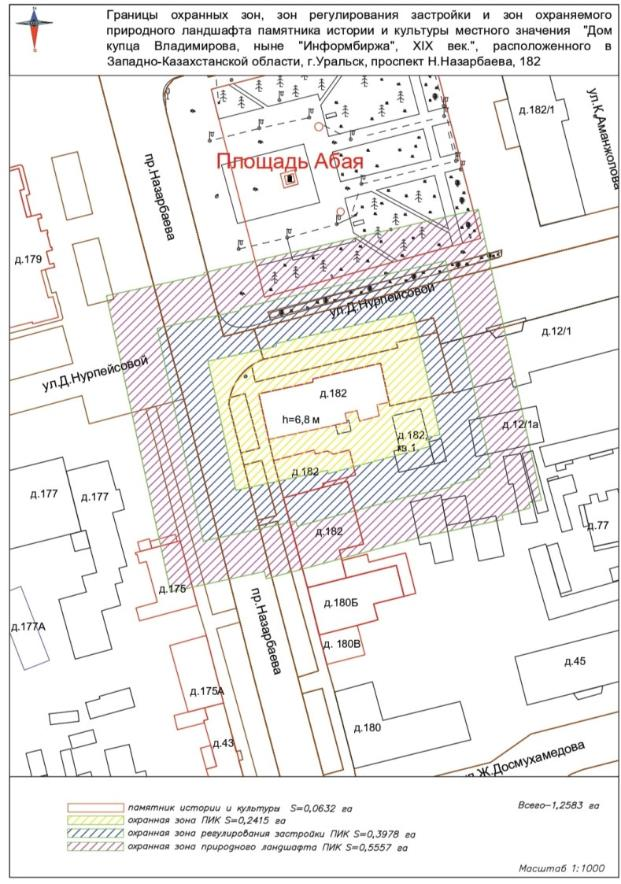 Границы охранных зон, зон регулирования застройки и зон охраняемого
природного ландшафта памятника истории и культуры местного значения "Дом
купца Владимирова, ныне "Информбиржа", XIX век.", расположенного в
Западно-Казахстанской области, г.Уральск, проспект Н.Назарбаева, 182
д.182/1
ул.К.Аманжолова
Площадь Абая
пр.Назарбаева
д.179
ул.Д.Нурпейсовой
ул.Д.Нурпейсовой
д.12/1
д.182
h=6,8 м
д.182,
кв.1
д.12/1а
д.182
д.177
д.177
д.182
д.77
д.175
д.180Б
пр.Назарбаева
д.177А
д. 180В
д.45
д.175А
д.180
д.43
ул.Ж.Досмухамедова
памятник истории и культуры S=0,0632 га
Всего-1,2583 га
охранная зона ПИК S=0,2415 га
охранная зона регулирования застройки ПИК S=0,3978 га
охранная зона природного ландшафта ПИК S=0,5557 га
Масштаб 1:1000